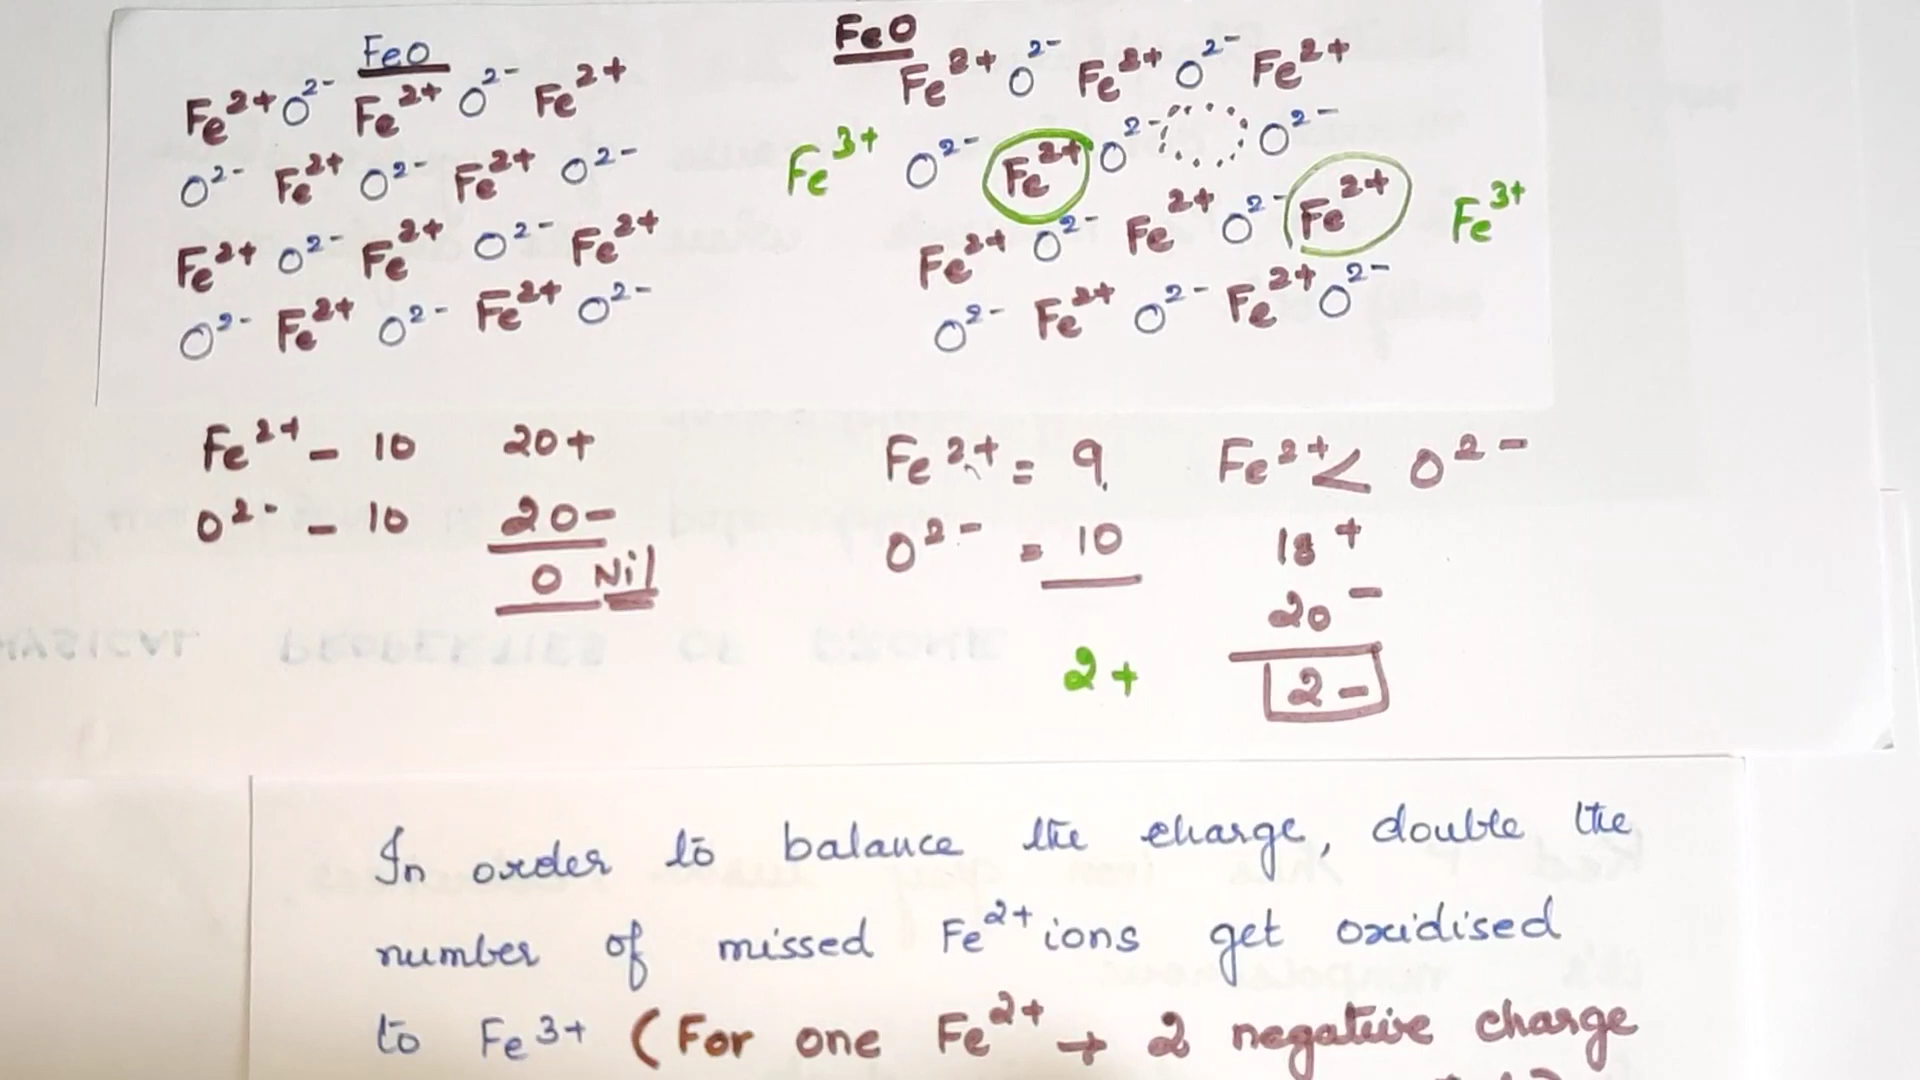 FeO
Fe²⁺ O²⁻ Fe²⁺ O²⁻ Fe²⁺
O²⁻ Fe²⁺ O²⁻ Fe²⁺ O²⁻
Fe²⁺ O²⁻ Fe²⁺ O²⁻ Fe²⁺
O²⁻ Fe²⁺ O²⁻ Fe²⁺ O²⁻
FeO
Fe²⁺ O²⁻ Fe²⁺ O²⁻ Fe²⁺
Fe³⁺ O²⁻ Fe²⁺ O²⁻ O²⁻
Fe²⁺ O²⁻ Fe²⁺ O²⁻ Fe²⁺ Fe³⁺
O²⁻ Fe²⁺ O²⁻ Fe²⁺ O²⁻
Fe²⁺ - 10 20+
O²⁻ - 10 20-
0 Nil
Fe²⁺ = 9 Fe²⁺ < O²⁻
O²⁻ = 10 18+
20-
2+ 2-
In order to balance the charge, double the
number of missed Fe²⁺ ions get oxidised
to Fe³⁺ (For one Fe²⁺ → 2 negative charge